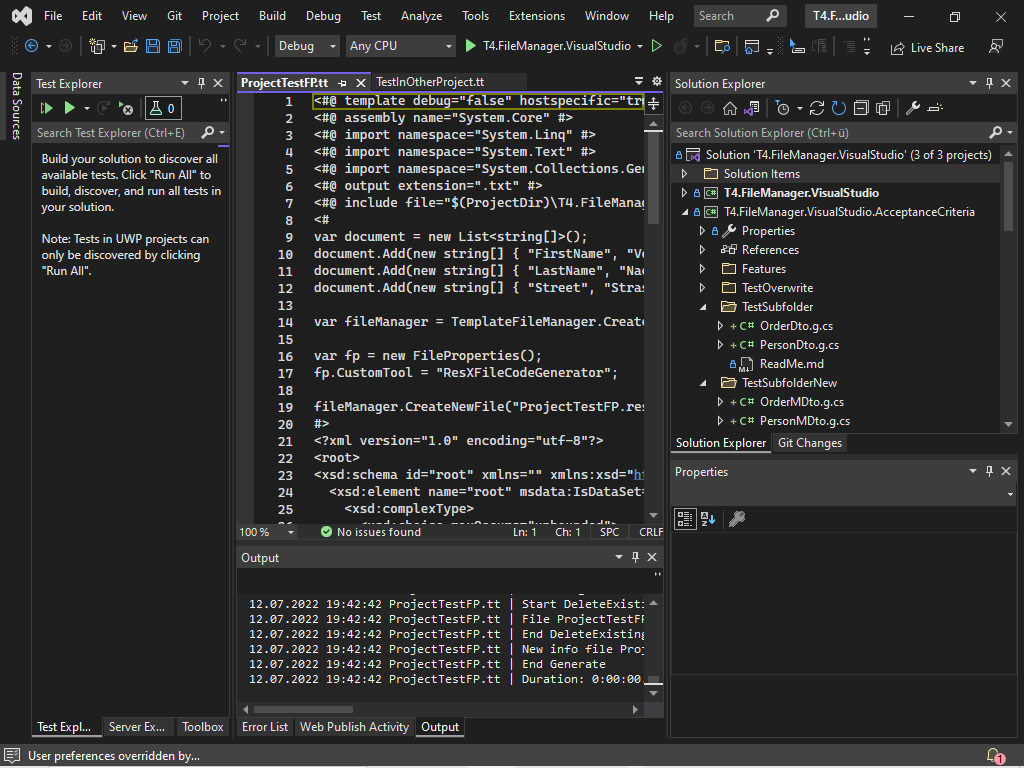 File Edit View Git Project Build Debug Test Analyze Tools Extensions Window Help Search T4.F...udio
Debug Any CPU T4.FileManager.VisualStudio Live Share
Data Sources
Test Explorer
0
Search Test Explorer (Ctrl+E)
Build your solution to discover all
available tests. Click "Run All" to
build, discover, and run all tests in
your solution.
Note: Tests in UWP projects can
only be discovered by clicking
"Run All".
Test Expl... Server Ex... Toolbox
ProjectTestFP.tt TestInOtherProject.tt
1 <#@ template debug="false" hostspecific="tr
2 <#@ assembly name="System.Core" #>
3 <#@ import namespace="System.Linq" #>
4 <#@ import namespace="System.Text" #>
5 <#@ import namespace="System.Collections.Ge
6 <#@ output extension=".txt" #>
7 <#@ include file="$(ProjectDir)\T4.FileMana
8 <#
9 var document = new List<string[]>();
10 document.Add(new string[] { "FirstName", "V
11 document.Add(new string[] { "LastName", "Na
12 document.Add(new string[] { "Street", "Stra
13
14 var fileManager = TemplateFileManager.Creat
15
16 var fp = new FileProperties();
17 fp.CustomTool = "ResXFileCodeGenerator";
18
19 fileManager.CreateNewFile("ProjectTestFP.re
20 #>
21 <?xml version="1.0" encoding="utf-8"?>
22 <root>
23 <xsd:schema id="root" xmlns="" xmlns:xsd="h
24 <xsd:element name="root" msdata:IsDataSet=
25 <xsd:complexType>
100 % No issues found Ln: 1 Ch: 1 SPC CRLF
Output
12.07.2022 19:42:42 ProjectTestFP.tt | Start DeleteExist
12.07.2022 19:42:42 ProjectTestFP.tt | File ProjectTestF
12.07.2022 19:42:42 ProjectTestFP.tt | End DeleteExisting
12.07.2022 19:42:42 ProjectTestFP.tt | New info file Proj
12.07.2022 19:42:42 ProjectTestFP.tt | End Generate
12.07.2022 19:42:42 ProjectTestFP.tt | Duration: 0:00:00
Error List Web Publish Activity Output
Solution Explorer
Search Solution Explorer (Ctrl+ü)
Solution 'T4.FileManager.VisualStudio' (3 of 3 projects)
Solution Items
C# T4.FileManager.VisualStudio
C# T4.FileManager.VisualStudio.AcceptanceCriteria
Properties
References
Features
TestOverwrite
TestSubfolder
+ C# OrderDto.g.cs
+ C# PersonDto.g.cs
ReadMe.md
TestSubfolderNew
+ C# OrderMDto.g.cs
+ C# PersonMDto.g.cs
Solution Explorer Git Changes
Properties
User preferences overridden by... 1